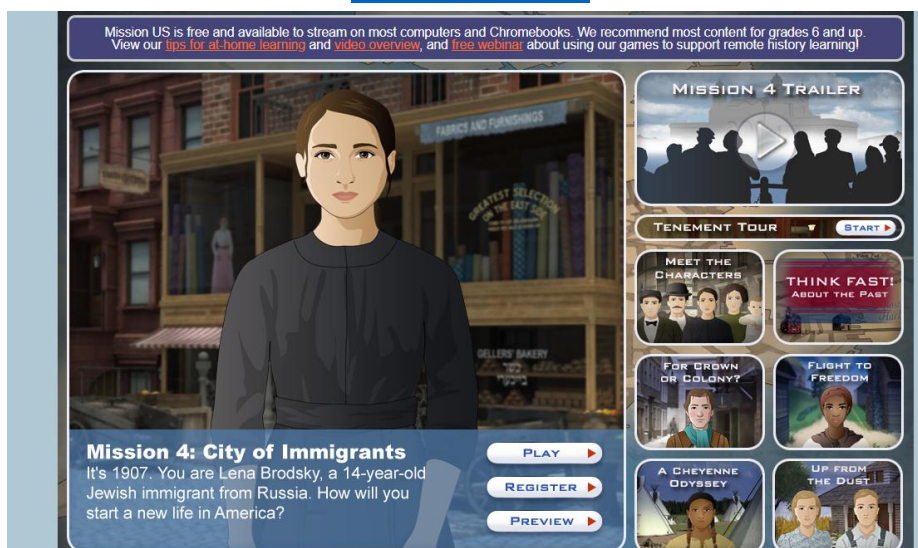 Mission US is free and available to stream on most computers and Chromebooks. We recommend most content for grades 6 and up.
View our tips for at-home learning and video overview, and free webinar about using our games to support remote history learning!
FABRICS AND FURNISHINGS
GREATEST SELECTION
ON THE EAST SIDE
GELLERS' BAKERY
Mission 4: City of Immigrants
It's 1907. You are Lena Brodsky, a 14-year-old
Jewish immigrant from Russia. How will you
start a new life in America?
PLAY
REGISTER
PREVIEW
MISSION 4 TRAILER
TENEMENT TOUR
START
MEET THE
CHARACTERS
THINK FAST!
ABOUT THE PAST
FOR CROWN
OR COLONY?
FLIGHT TO
FREEDOM
A CHEYENNE
ODYSSEY
UP FROM
THE DUST